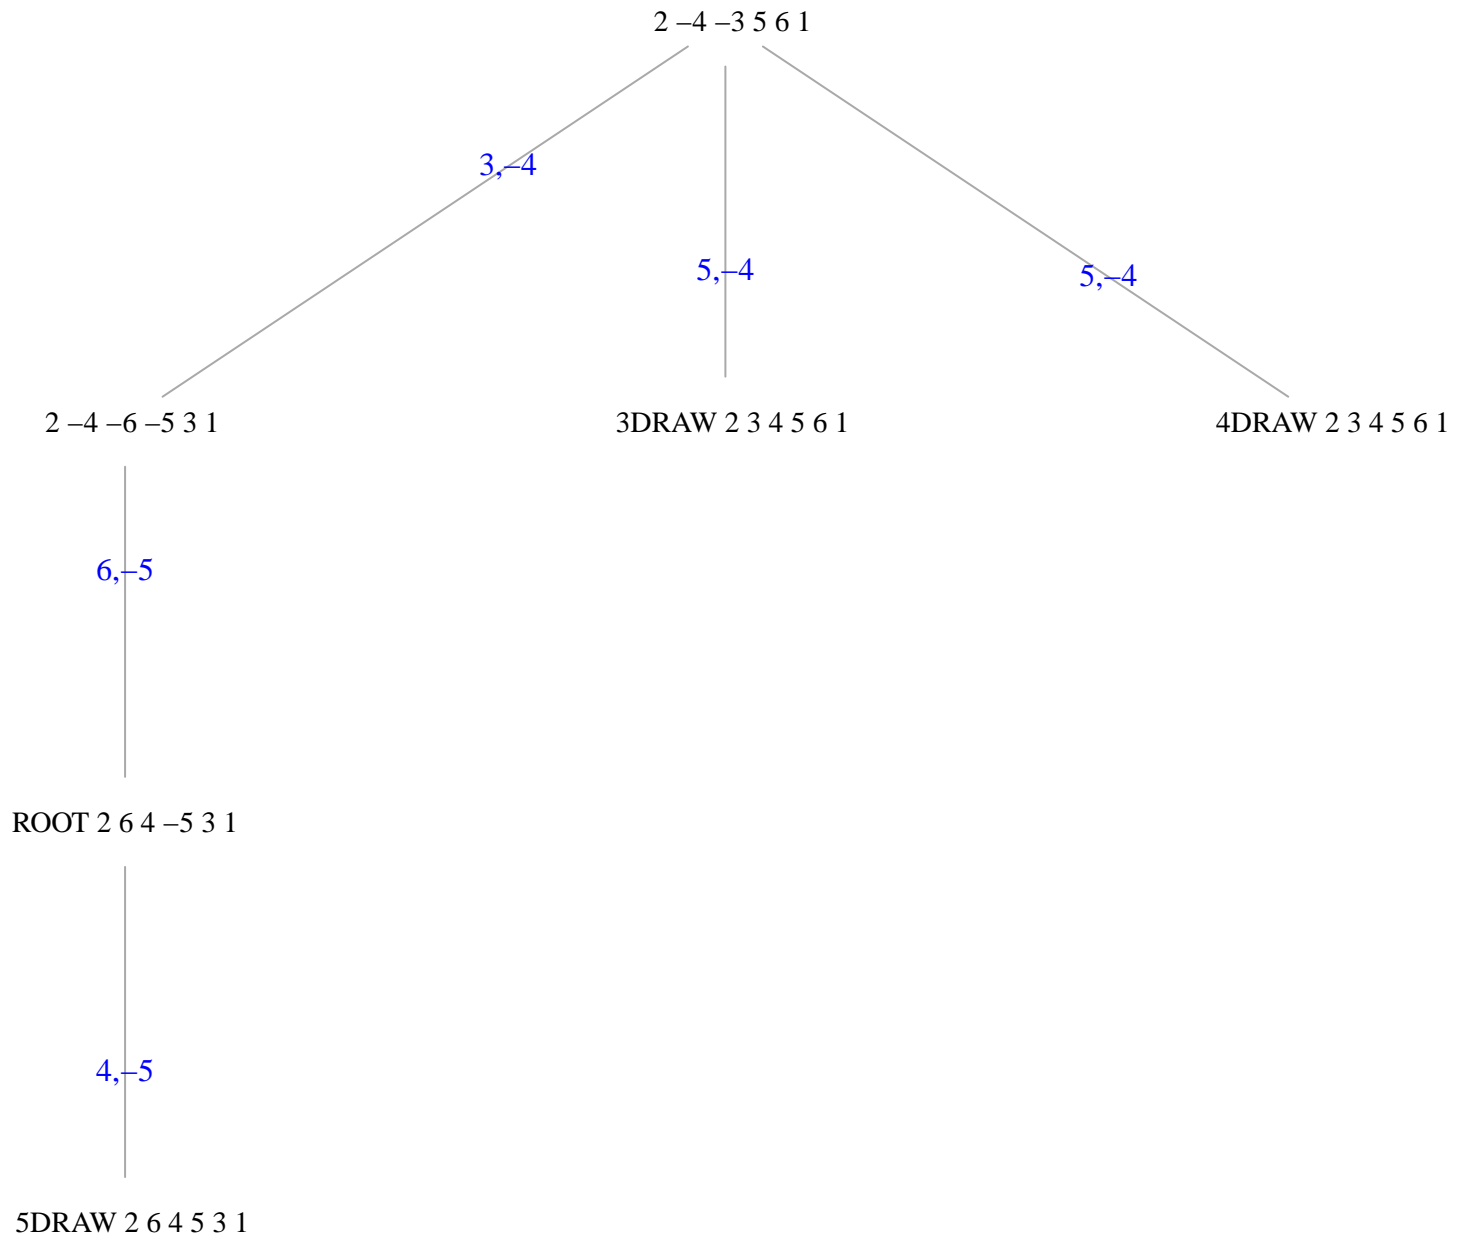 2 –4 –3 5 6 1
3,–4
5,–4
5,–4
2 –4 –6 –5 3 1
3DRAW 2 3 4 5 6 1
4DRAW 2 3 4 5 6 1
6,–5
ROOT 2 6 4 –5 3 1
4,–5
5DRAW 2 6 4 5 3 1